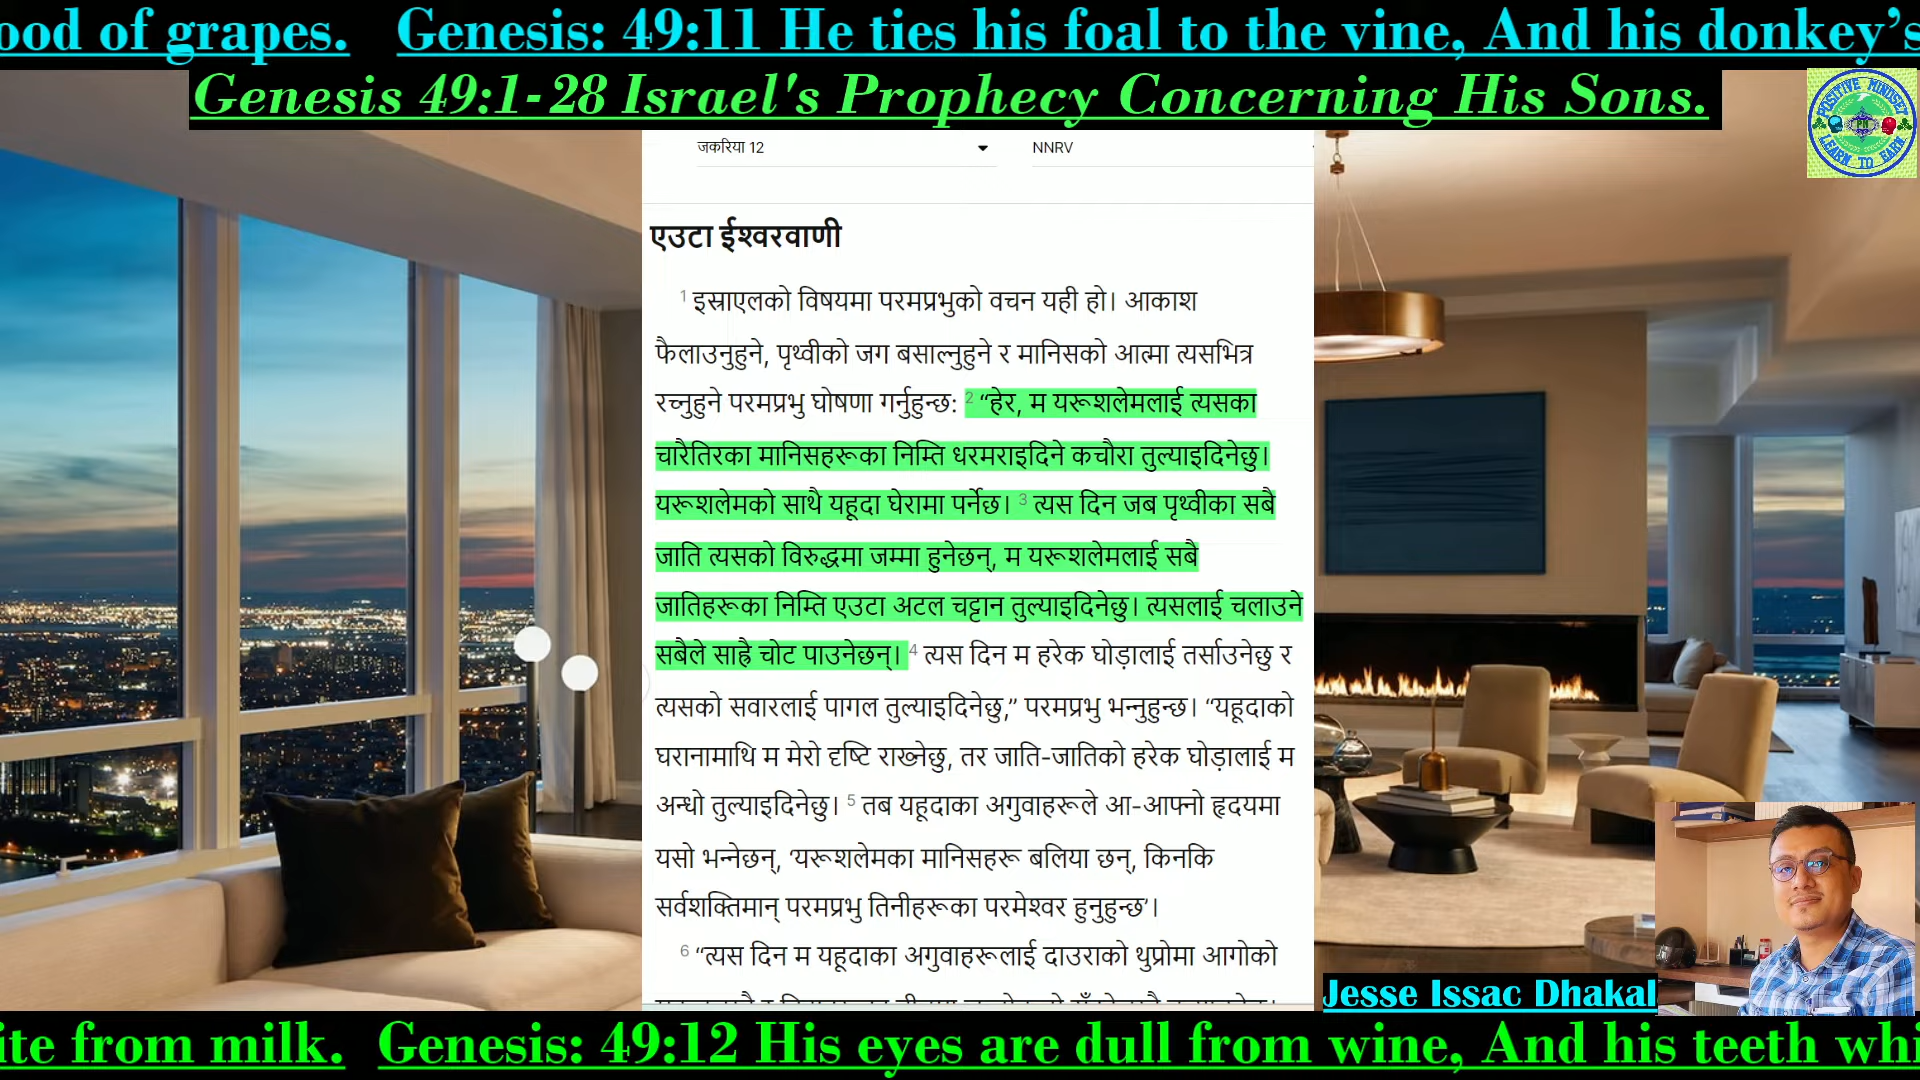 ood of grapes. Genesis: 49:11 He ties his foal to the vine, And his donkey’s
Genesis 49:1-28 Israel's Prophecy Concerning His Sons.
POSITIVE MINDSET
LEARN TO EARN
जकरिया 12 NNRV
एउटा ईश्वरवाणी
1 इस्राएलको विषयमा परमप्रभुको वचन यही हो। आकाश
फैलाउनुहुने, पृथ्वीको जग बसाल्नुहुने र मानिसको आत्मा त्यसभित्र
रच्नुहुने परमप्रभु घोषणा गर्नुहुन्छ: 2 “हेर, म यरूशलेमलाई त्यसका
चारैतिरका मानिसहरूका निम्ति धरमराइदिने कचौरा तुल्याइदिनेछु।
यरूशलेमको साथै यहूदा घेरामा पर्नेछ। 3 त्यस दिन जब पृथ्वीका सबै
जाति त्यसको विरुद्धमा जम्मा हुनेछन्, म यरूशलेमलाई सबै
जातिहरूका निम्ति एउटा अटल चट्टान तुल्याइदिनेछु। त्यसलाई चलाउने
सबैले साह्रै चोट पाउनेछन्। 4 त्यस दिन म हरेक घोड़ालाई तर्साउनेछु र
त्यसको सवारलाई पागल तुल्याइदिनेछु,” परमप्रभु भन्नुहुन्छ। “यहूदाको
घरानामाथि म मेरो दृष्टि राख्नेछु, तर जाति-जातिको हरेक घोड़ालाई म
अन्धो तुल्याइदिनेछु। 5 तब यहूदाका अगुवाहरूले आ-आफ्नो हृदयमा
यसो भन्नेछन्, ‘यरूशलेमका मानिसहरू बलिया छन्, किनकि
सर्वशक्तिमान् परमप्रभु तिनीहरूका परमेश्वर हुनुहुन्छ’।
6 “त्यस दिन म यहूदाका अगुवाहरूलाई दाउराको थुप्रोमा आगोको
Jesse Issac Dhakal
ite from milk. Genesis: 49:12 His eyes are dull from wine, And his teeth whi